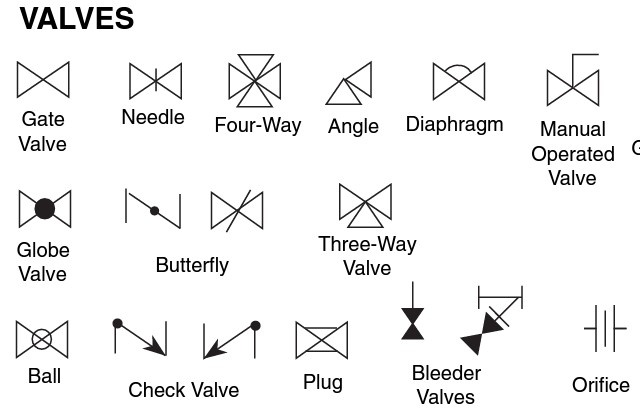 VALVES
Gate
Valve
Needle
Four-Way
Angle
Diaphragm
Manual
Operated
Valve
G
Globe
Valve
Butterfly
Three-Way
Valve
Ball
Check Valve
Plug
Bleeder
Valves
Orifice